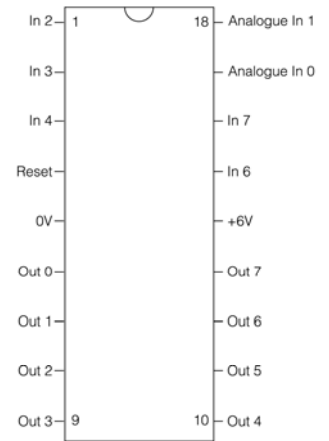 In 2 1 18 Analogue In 1
In 3 Analogue In 0
In 4 In 7
Reset In 6
0V +6V
Out 0 Out 7
Out 1 Out 6
Out 2 Out 5
Out 3 9 10 Out 4